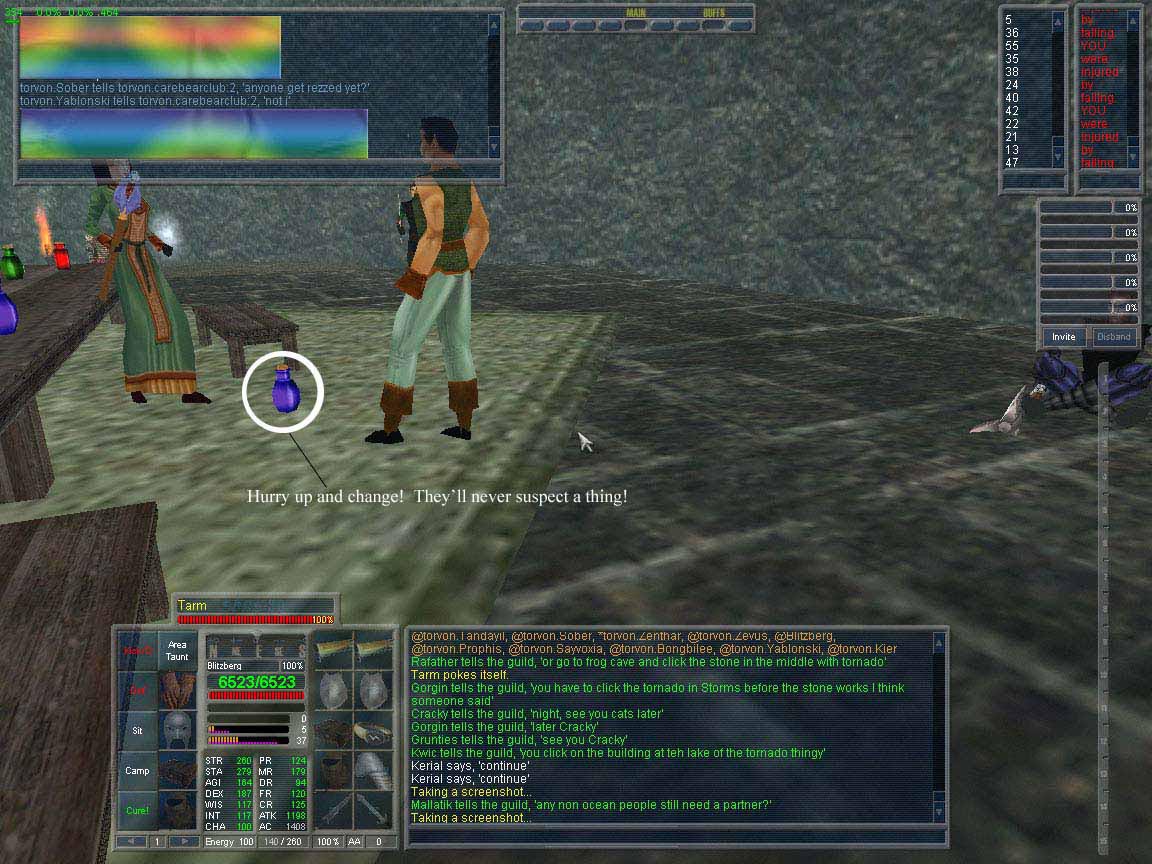 394 0.0% 0.0% .464
torvon.Sober tells torvon.carebearclub:2, 'anyone get rezzed yet?'
torvon.Yablonski tells torvon.carebearclub:2, 'not i'
MAIN BUFFS
5
36
55
35
38
24
40
42
22
21
13
47
by
falling.
YOU
were
injured
by
falling.
YOU
were
injured
by
falling.
0%
0%
0%
0%
0%
Invite Disband
Hurry up and change! They'll never suspect a thing!
Tarm
100%
Area
Taunt
Sit
Camp
Cure!
N E S
Blitzberg 100%
6523/6523
0
5
37
STR 260 PR 124
STA 279 MR 179
AGI 164 DR 94
DEX 187 FR 120
WIS 117 CR 125
INT 117 ATK 1198
CHA 100 AC 1408
1 Energy 100 140 / 260 100% AA 0
@torvon.Tandayil, @torvon.Sober, *torvon.Zenthar, @torvon.Zevus, @Blitzberg,
@torvon.Prophis, @torvon.Saywoxia, @torvon.Bongbilee, @torvon.Yablonski, @torvon.Kier
Rafather tells the guild, 'or go to frog cave and click the stone in the middle with tornado'
Tarm pokes itself.
Gorgin tells the guild, 'you have to click the tornado in Storms before the stone works I think
someone said'
Cracky tells the guild, 'night, see you cats later'
Gorgin tells the guild, 'later Cracky'
Grunties tells the guild, 'see you Cracky'
Kwic tells the guild, 'you click on the building at teh lake of the tornado thingy'
Kerial says, 'continue'
Kerial says, 'continue'
Taking a screenshot...
Mallatik tells the guild, 'any non ocean people still need a partner?'
Taking a screenshot...